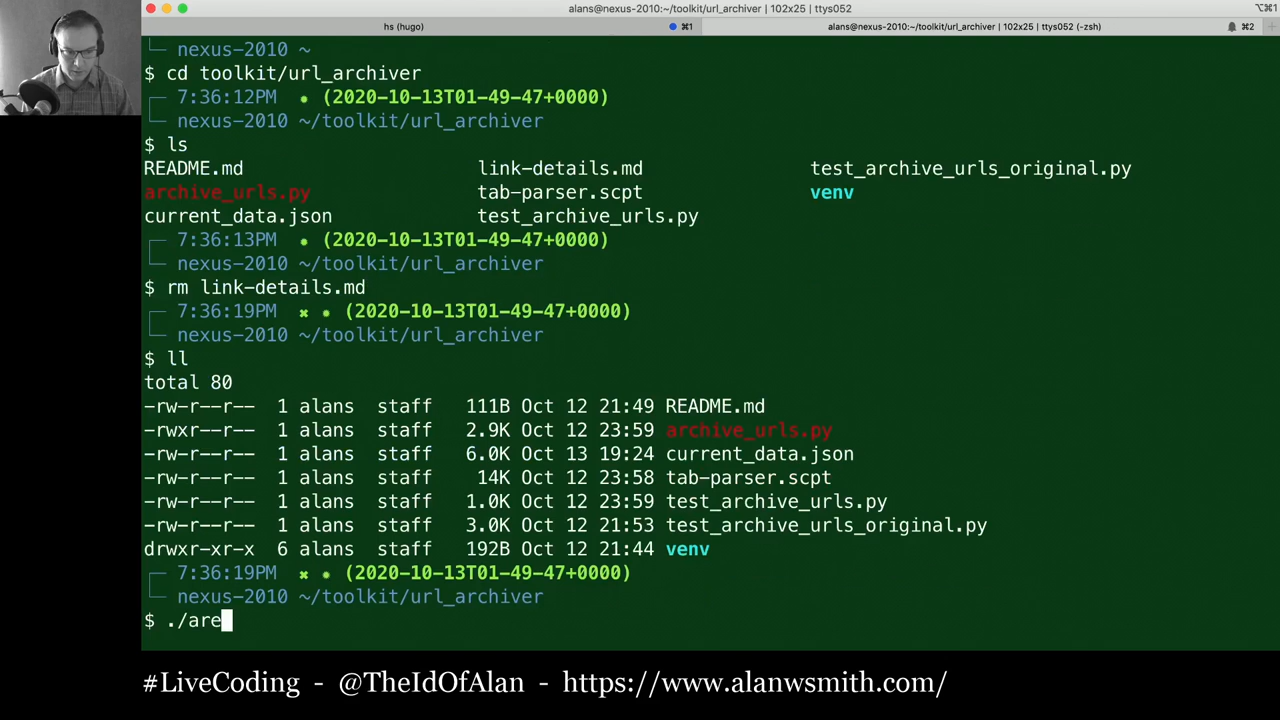 alans@nexus-2010:~/toolkit/url_archiver | 102x25 | ttys052
⌥⌘1
hs (hugo)
⌘1
alans@nexus-2010:~/toolkit/url_archiver | 102x25 | ttys052 (-zsh)
⌘2
nexus-2010 ~
$ cd toolkit/url_archiver
7:36:12PM ● (2020-10-13T01-49-47+0000)
nexus-2010 ~/toolkit/url_archiver
$ ls
README.md link-details.md test_archive_urls_original.py
archive_urls.py tab-parser.scpt venv
current_data.json test_archive_urls.py
7:36:13PM ● (2020-10-13T01-49-47+0000)
nexus-2010 ~/toolkit/url_archiver
$ rm link-details.md
7:36:19PM ✖ ● (2020-10-13T01-49-47+0000)
nexus-2010 ~/toolkit/url_archiver
$ ll
total 80
-rw-r--r-- 1 alans staff 111B Oct 12 21:49 README.md
-rwxr--r-- 1 alans staff 2.9K Oct 12 23:59 archive_urls.py
-rw-r--r-- 1 alans staff 6.0K Oct 13 19:24 current_data.json
-rw-r--r-- 1 alans staff 14K Oct 12 23:58 tab-parser.scpt
-rw-r--r-- 1 alans staff 1.0K Oct 12 23:58 test_archive_urls.py
-rw-r--r-- 1 alans staff 3.0K Oct 12 21:53 test_archive_urls_original.py
drwxr-xr-x 6 alans staff 192B Oct 12 21:44 venv
7:36:19PM ✖ ● (2020-10-13T01-49-47+0000)
nexus-2010 ~/toolkit/url_archiver
$ ./are
#LiveCoding - @TheIdOfAlan - https://www.alanwsmith.com/